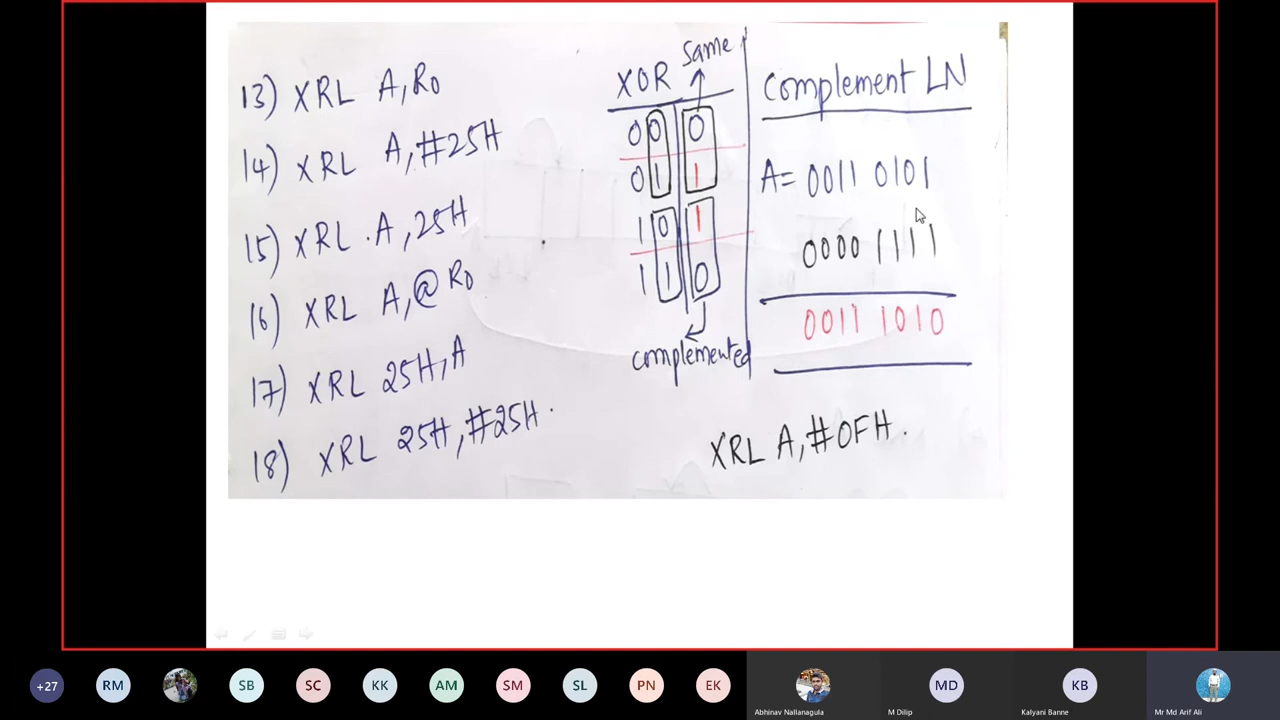 13) XRL A,R0
14) XRL A,#25H
15) XRL A,25H
16) XRL A,@R0
17) XRL 25H,A
18) XRL 25H,#25H.
XOR Same
0 0 0
0 1 1
1 0 1
1 1 0
complemented
Complement LN
A= 0011 0101
0000 1111
0011 1010
XRL A,#0FH.
+27
RM
SB
SC
KK
AM
SM
SL
PN
EK
Abhinav Nallanagula
MD
M Dilip
KB
Kalyani Banne
Mr Md Arif Ali